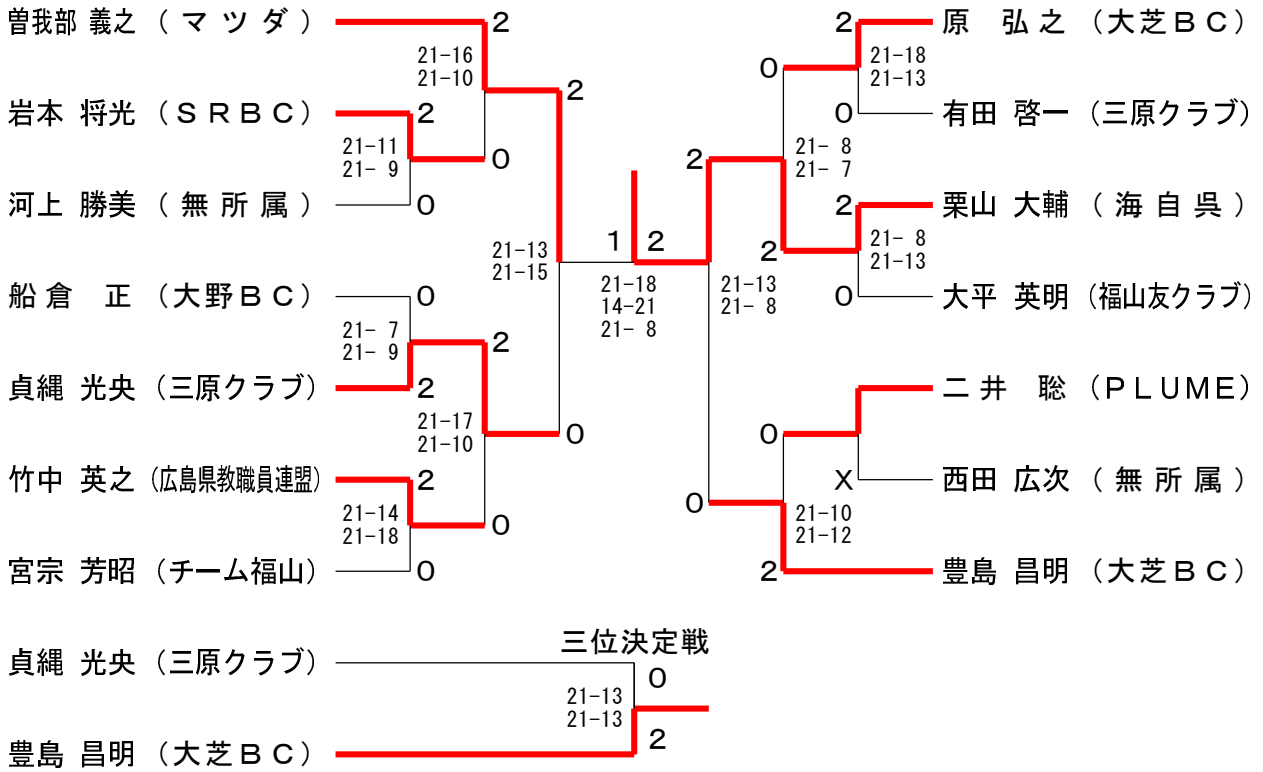 曽我部 義之 (マツダ)
2
21-16
21-10
2
岩本 将光 (SRBC)
2
21-11
21- 9
0
河上 勝美 (無所属)
0
21-13
21-15
船倉 正 (大野BC)
0
21- 7
21- 9
2
貞縄 光央 (三原クラブ)
2
21-17
21-10
0
竹中 英之 (広島県教職員連盟)
2
21-14
21-18
0
宮宗 芳昭 (チーム福山)
0
1 2
21-18
14-21
21- 8
2 原 弘之 (大芝BC)
0
21-18
21-13
0 有田 啓一 (三原クラブ)
2
21- 8
21- 7
2 栗山 大輔 (海自呉)
2
21- 8
21-13
0 大平 英明 (福山友クラブ)
21-13
21- 8
二井 聡 (PLUME)
0
X 西田 広次 (無所属)
0
21-10
21-12
2 豊島 昌明 (大芝BC)
三位決定戦
貞縄 光央 (三原クラブ)
0
21-13
21-13
2
豊島 昌明 (大芝BC)